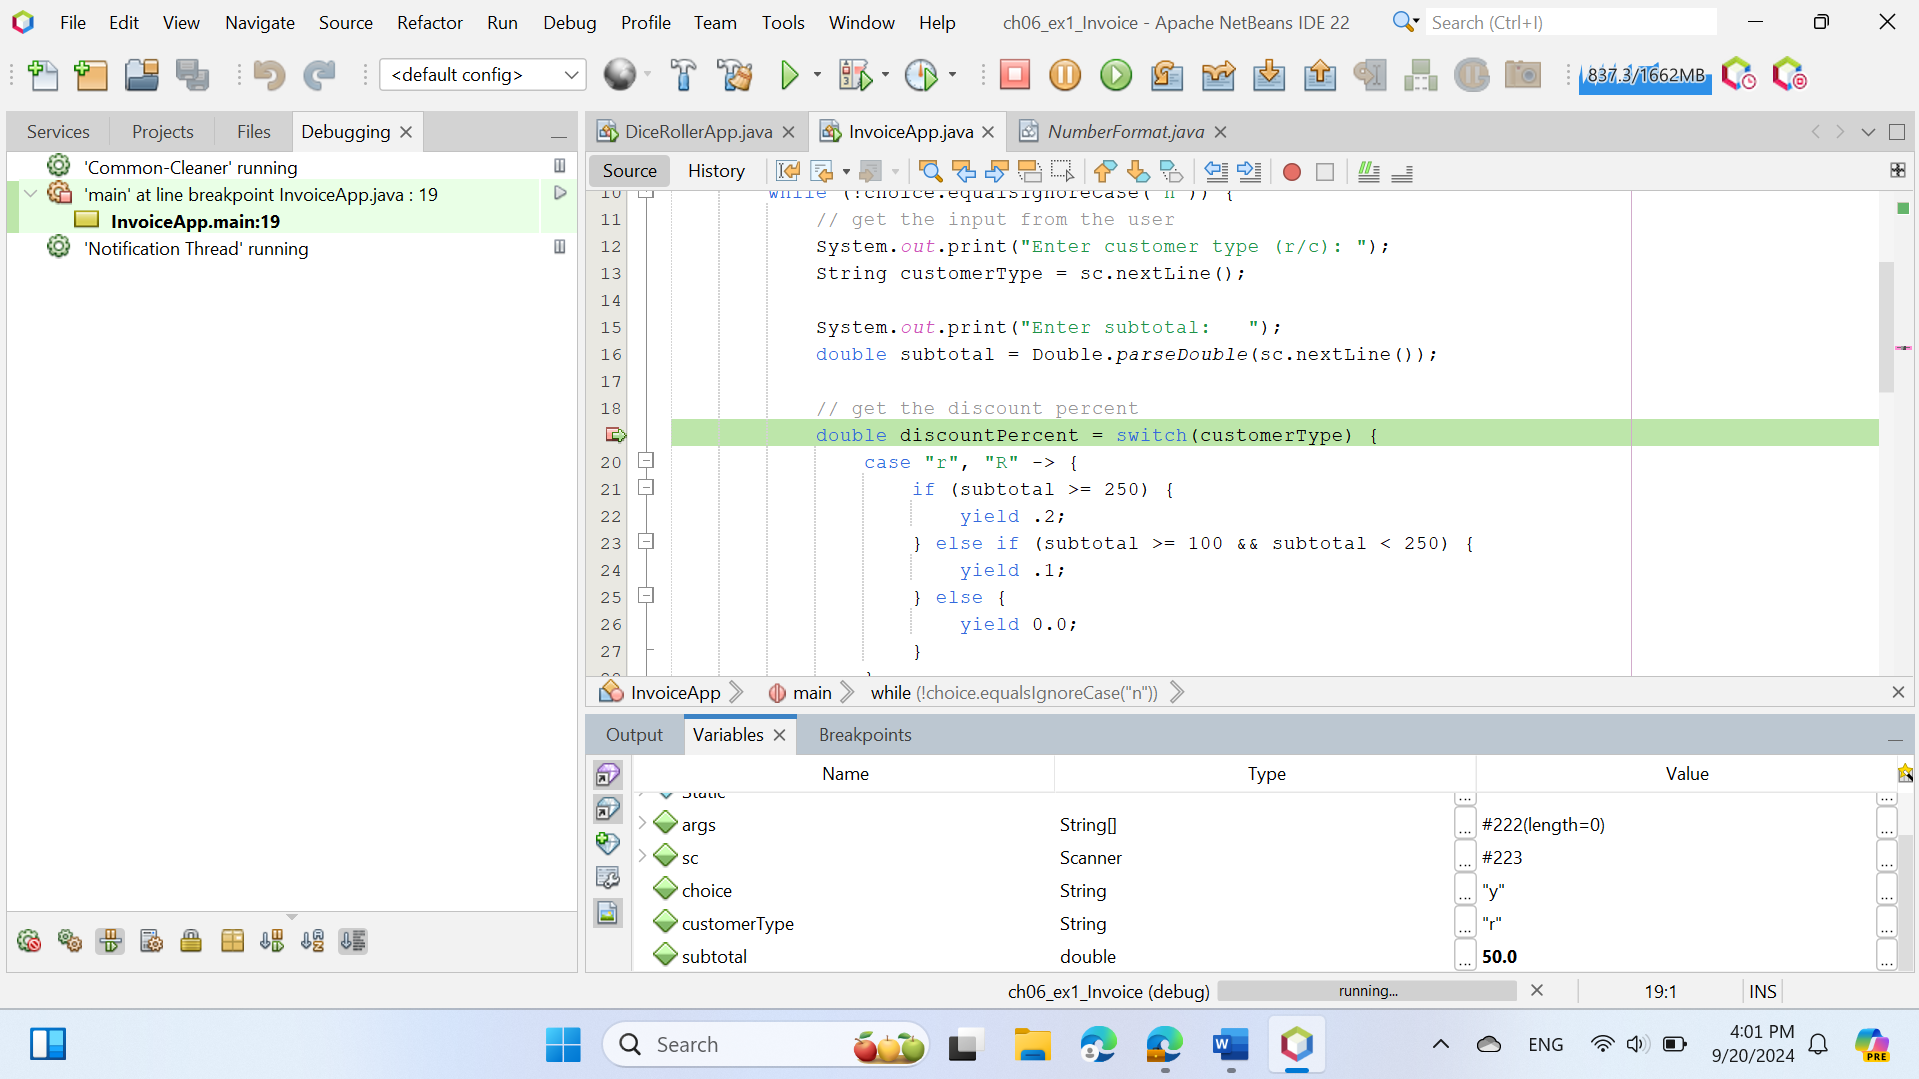 File Edit View Navigate Source Refactor Run Debug Profile Team Tools Window Help ch06_ex1_Invoice - Apache NetBeans IDE 22 Search (Ctrl+I)
<default config> 837.3/1662MB
Services Projects Files Debugging
DiceRollerApp.java InvoiceApp.java NumberFormat.java
Source History
'Common-Cleaner' running
'main' at line breakpoint InvoiceApp.java : 19
InvoiceApp.main:19
'Notification Thread' running
10 while (!choice.equalsIgnoreCase("n")) {
11 // get the input from the user
12 System.out.print("Enter customer type (r/c): ");
13 String customerType = sc.nextLine();
14
15 System.out.print("Enter subtotal:   ");
16 double subtotal = Double.parseDouble(sc.nextLine());
17
18 // get the discount percent
double discountPercent = switch(customerType) {
20 case "r", "R" -> {
21 if (subtotal >= 250) {
22 yield .2;
23 } else if (subtotal >= 100 && subtotal < 250) {
24 yield .1;
25 } else {
26 yield 0.0;
27 }
InvoiceApp main while (!choice.equalsIgnoreCase("n"))
Output Variables Breakpoints
Name Type Value
Static
args String[] ... #222(length=0) ...
sc Scanner ... #223 ...
choice String ... "y" ...
customerType String ... "r" ...
subtotal double ... 50.0 ...
ch06_ex1_Invoice (debug) running... 19:1 INS
Search ENG 4:01 PM
9/20/2024
PRE